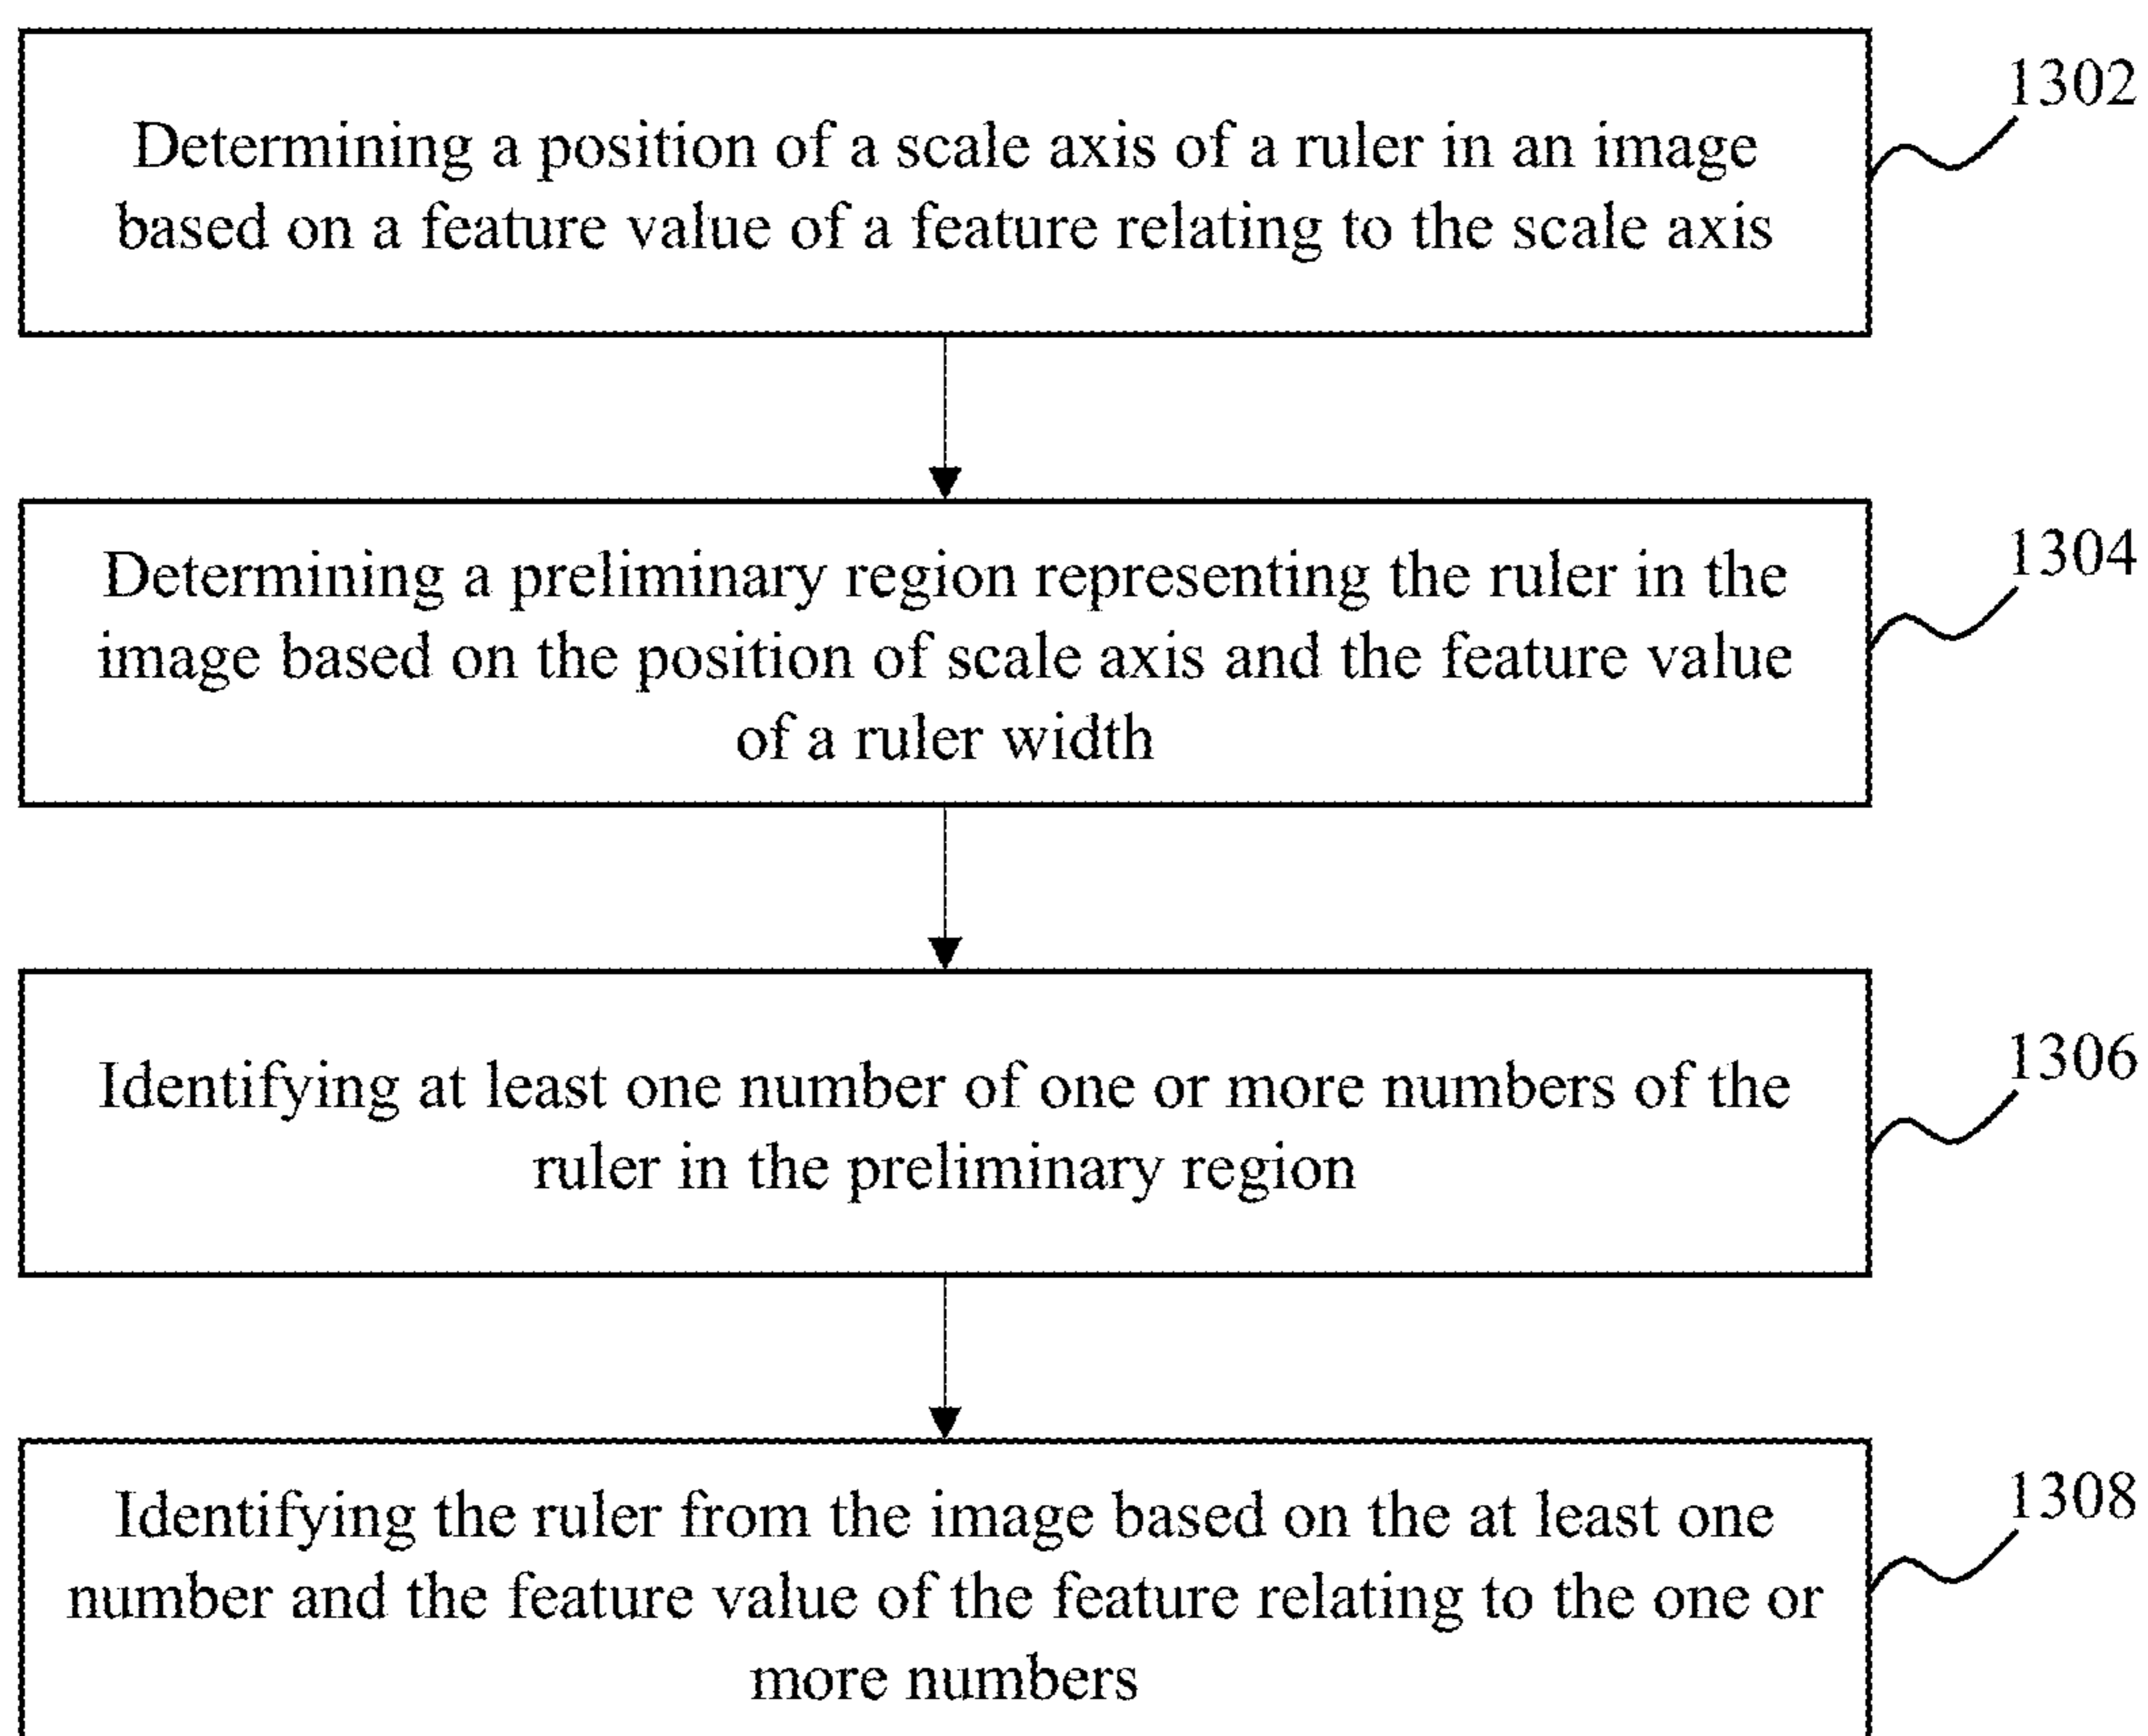 Determining a position of a scale axis of a ruler in an image
based on a feature value of a feature relating to the scale axis
1302
Determining a preliminary region representing the ruler in the
image based on the position of scale axis and the feature value
of a ruler width
1304
Identifying at least one number of one or more numbers of the
ruler in the preliminary region
1306
Identifying the ruler from the image based on the at least one
number and the feature value of the feature relating to the one or
more numbers
1308